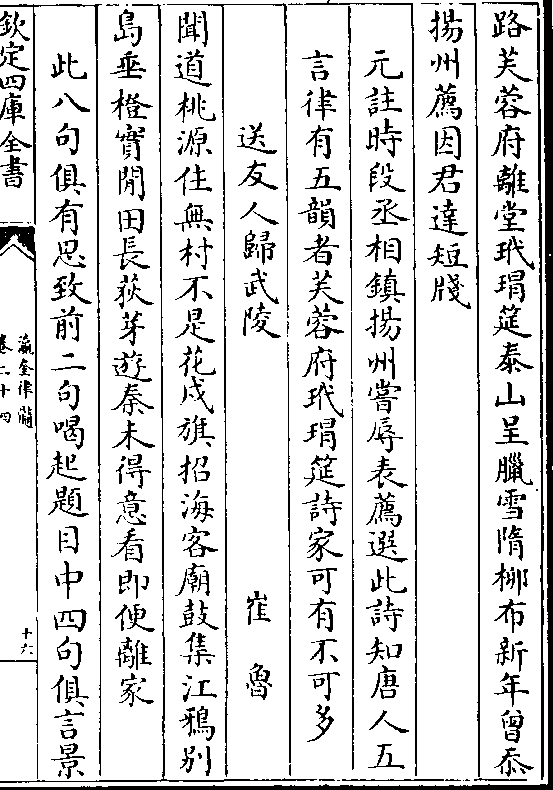 路芙蓉府離堂玳瑁筵泰山呈臘雪隋栁布新年曾忝
揚州薦因君達短牋
元註時段丞相鎮揚州嘗辱表薦選此詩知唐人五
言律有五韻者芙蓉府玳瑁筵詩家可有不可多
送友人歸武陵 崔魯
聞道桃源住無村不是花戍旗招海客廟鼓集江鴉别
島垂橙實閒田長荻芽遊秦未得意看即便離家
此八句俱有思致前二句喝起題目中四句俱言景
欽定四庫全書
瀛奎律髓
卷二十四
十六